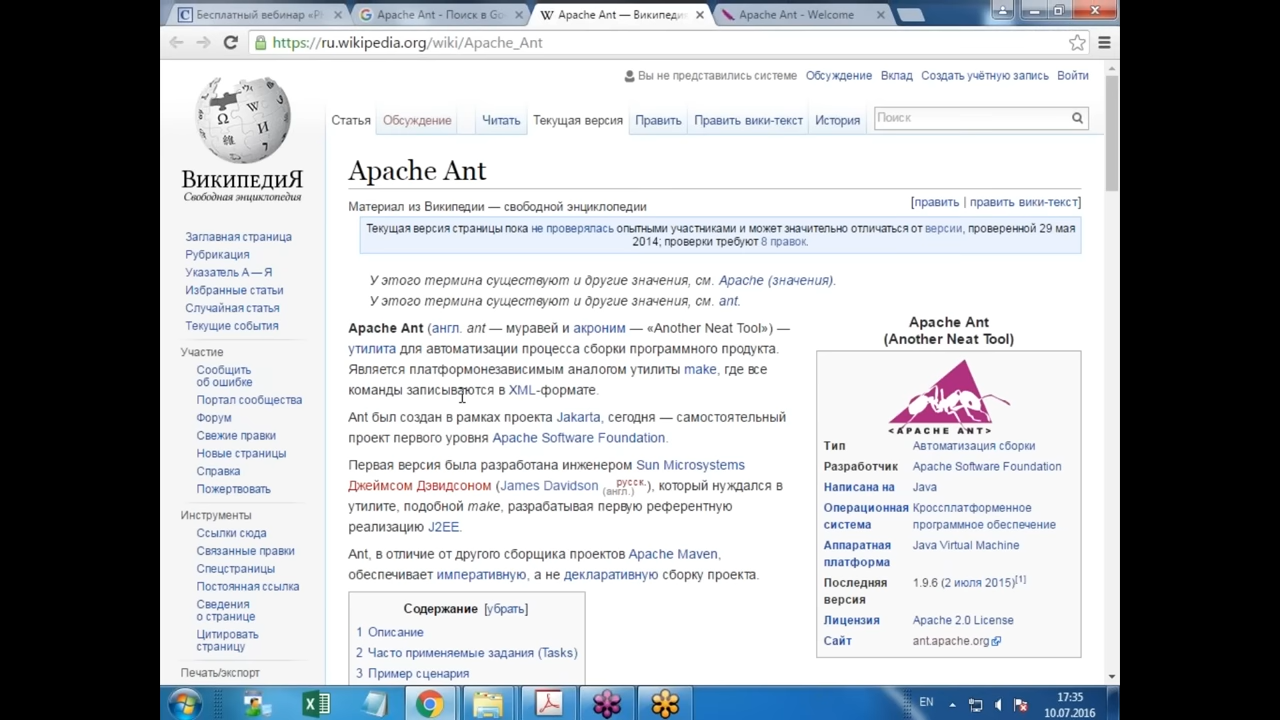 Бесплатный вебинар «Р
Apache Ant - Поиск в Go
Apache Ant — Википеди
Apache Ant - Welcome
https://ru.wikipedia.org/wiki/Apache_Ant
Вы не представились системе Обсуждение Вклад Создать учётную запись Войти
Статья Обсуждение Читать Текущая версия Править Править вики-текст История Поиск
ВикипедиЯ
Свободная энциклопедия
Заглавная страница
Рубрикация
Указатель А — Я
Избранные статьи
Случайная статья
Текущие события
Участие
Сообщить
об ошибке
Портал сообщества
Форум
Свежие правки
Новые страницы
Справка
Пожертвовать
Инструменты
Ссылки сюда
Связанные правки
Спецстраницы
Постоянная ссылка
Сведения
о странице
Цитировать
страницу
Печать/экспорт
Apache Ant
Материал из Википедии — свободной энциклопедии
[править | править вики-текст]
Текущая версия страницы пока не проверялась опытными участниками и может значительно отличаться от версии, проверенной 29 мая
2014; проверки требуют 8 правок.
У этого термина существуют и другие значения, см. Apache (значения).
У этого термина существуют и другие значения, см. ant.
Apache Ant (англ. ant — муравей и акроним — «Another Neat Tool») —
утилита для автоматизации процесса сборки программного продукта.
Является платформонезависимым аналогом утилиты make, где все
команды записываются в XML-формате.
Ant был создан в рамках проекта Jakarta, сегодня — самостоятельный
проект первого уровня Apache Software Foundation.
Первая версия была разработана инженером Sun Microsystems
Джеймсом Дэвидсоном (James Davidson русск. (англ.)), который нуждался в
утилите, подобной make, разрабатывая первую референтную
реализацию J2EE.
Ant, в отличие от другого сборщика проектов Apache Maven,
обеспечивает императивную, а не декларативную сборку проекта.
Содержание [убрать]
1 Описание
2 Часто применяемые задания (Tasks)
3 Пример сценария
Apache Ant
(Another Neat Tool)
<APACHE ANT>
Тип Автоматизация сборки
Разработчик Apache Software Foundation
Написана на Java
Операционная Кроссплатформенное
система программное обеспечение
Аппаратная Java Virtual Machine
платформа
Последняя 1.9.6 (2 июля 2015)[1]
версия
Лицензия Apache 2.0 License
Сайт ant.apache.org
EN
17:35
10.07.2016